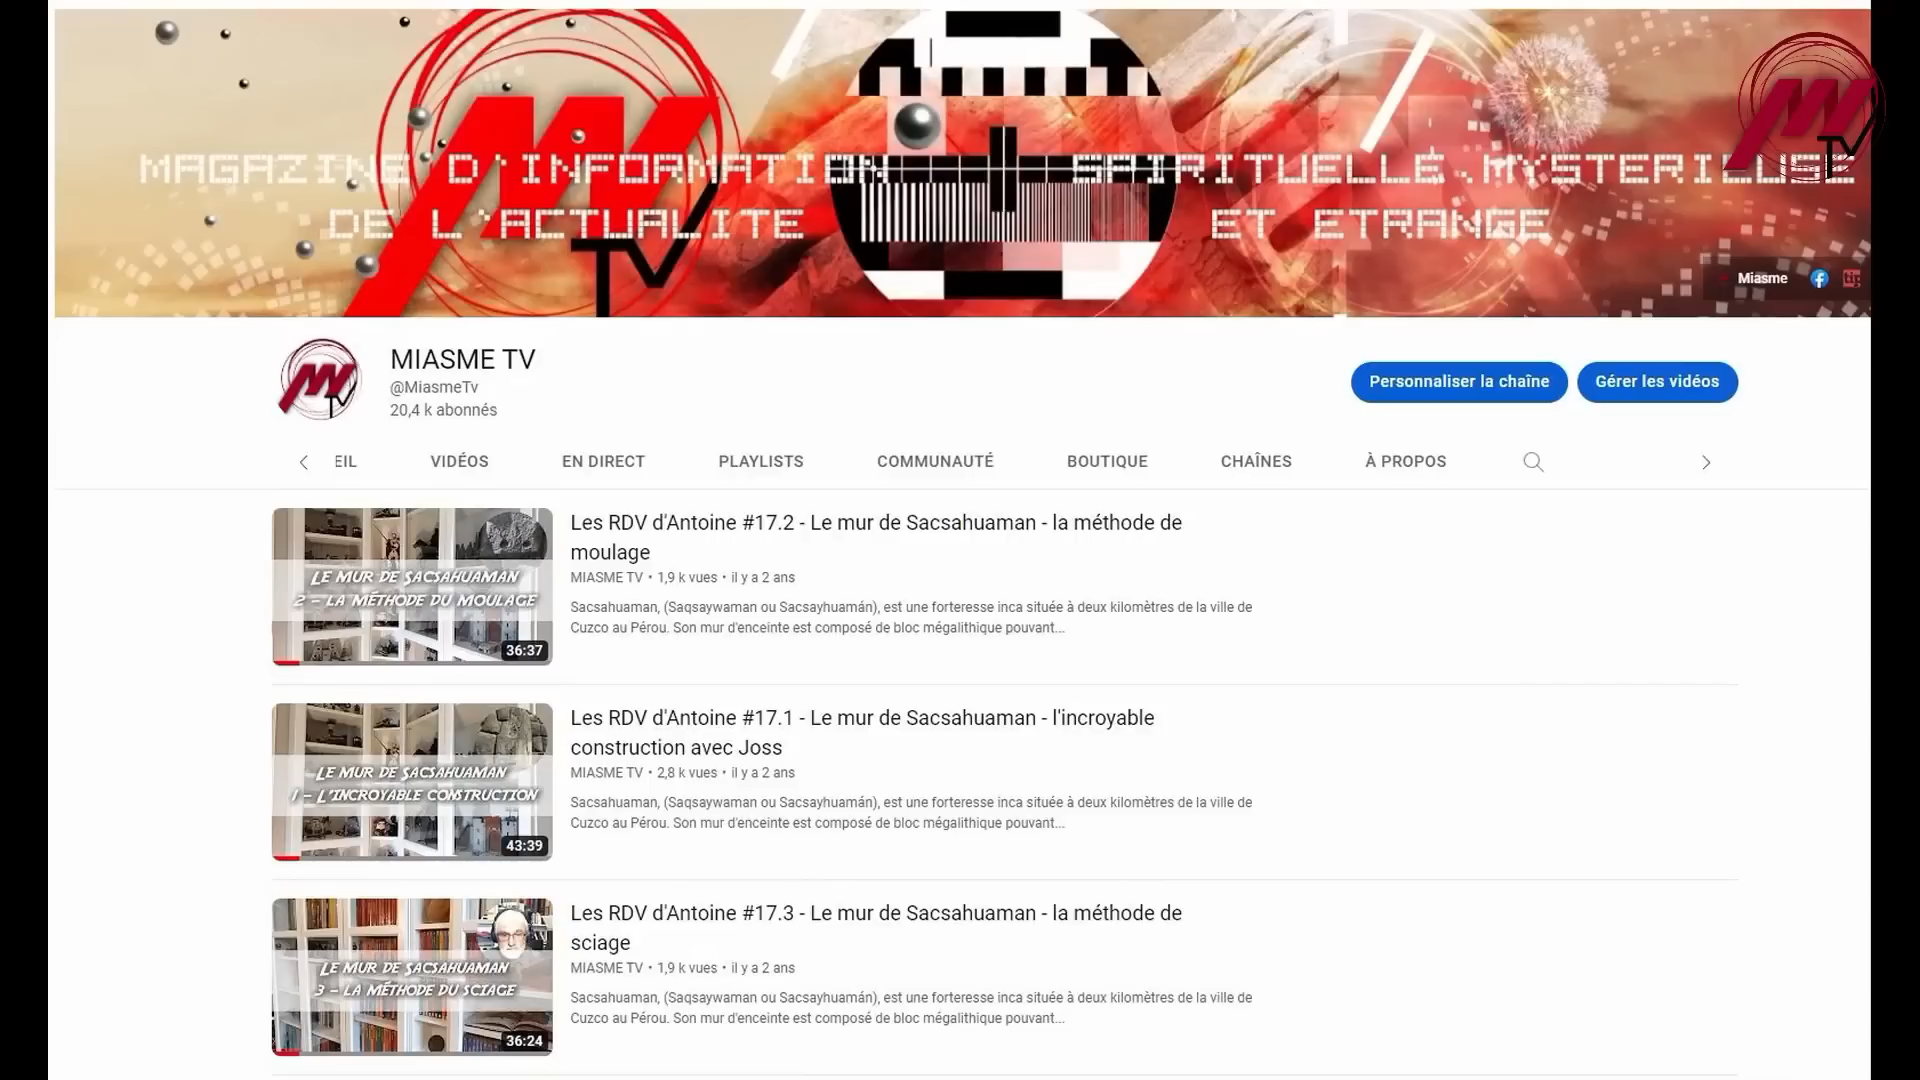 MAGAZINE D'INFORMATION SPIRITUELLE, MYSTERIEUSE
DE L'ACTUALITE ET ETRANGE
TV
TV
Miasme
MIASME TV
@MiasmeTv
20,4 k abonnés
Personnaliser la chaîne
Gérer les vidéos
EIL VIDÉOS EN DIRECT PLAYLISTS COMMUNAUTÉ BOUTIQUE CHAÎNES À PROPOS
Les RDV d'Antoine #17.2 - Le mur de Sacsahuaman - la méthode de
moulage
MIASME TV • 1,9 k vues • il y a 2 ans
Sacsahuaman, (Saqsaywaman ou Sacsayhuamán), est une forteresse inca située à deux kilomètres de la ville de
Cuzco au Pérou. Son mur d'enceinte est composé de bloc mégalithique pouvant...
Le mur de Sacsahuaman
2 - la méthode du moulage
36:37
Les RDV d'Antoine #17.1 - Le mur de Sacsahuaman - l'incroyable
construction avec Joss
MIASME TV • 2,8 k vues • il y a 2 ans
Sacsahuaman, (Saqsaywaman ou Sacsayhuamán), est une forteresse inca située à deux kilomètres de la ville de
Cuzco au Pérou. Son mur d'enceinte est composé de bloc mégalithique pouvant...
Le mur de Sacsahuaman
1 - L'incroyable construction
43:39
Les RDV d'Antoine #17.3 - Le mur de Sacsahuaman - la méthode de
sciage
MIASME TV • 1,9 k vues • il y a 2 ans
Sacsahuaman, (Saqsaywaman ou Sacsayhuamán), est une forteresse inca située à deux kilomètres de la ville de
Cuzco au Pérou. Son mur d'enceinte est composé de bloc mégalithique pouvant...
Le mur de Sacsahuaman
3 - la méthode du sciage
36:24